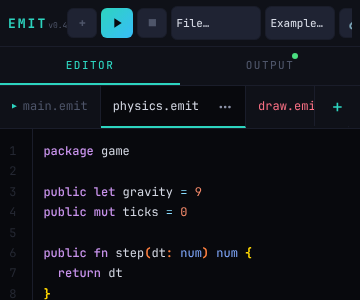 EMIT v0.4 File… Example…
EDITOR OUTPUT
main.emit physics.emit ••• draw.emi +
1 package game
2
3 public let gravity = 9
4 public mut ticks = 0
5
6 public fn step(dt: num) num {
7 return dt
8 }